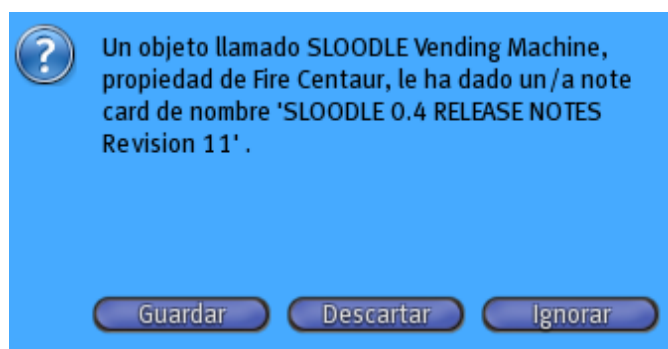 Un objeto llamado SLOODLE Vending Machine,
propiedad de Fire Centaur, le ha dado un/a note
card de nombre 'SLOODLE 0.4 RELEASE NOTES
Revision 11' .
Guardar Descartar Ignorar